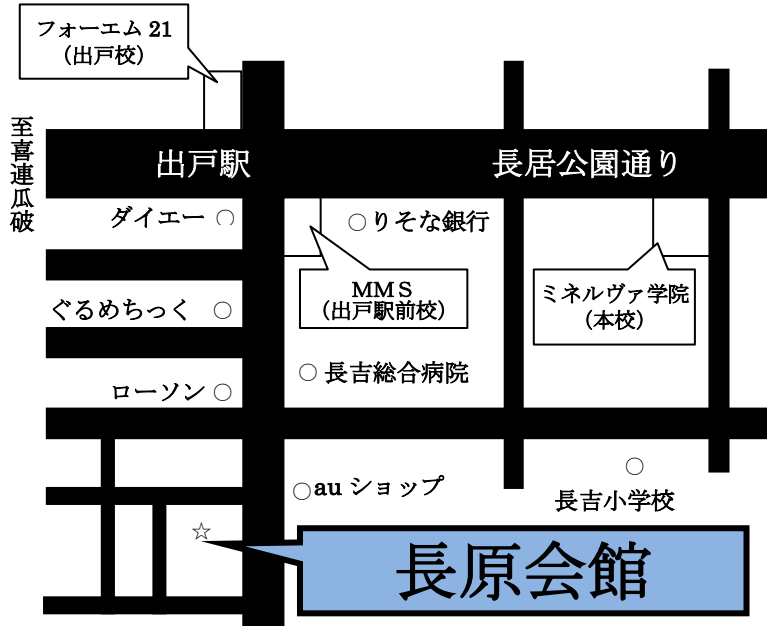 フォーエム 21
（出戸校）
至喜連瓜破
出戸駅
長居公園通り
ダイエー ○
○りそな銀行
ＭＭＳ
（出戸駅前校）
ミネルヴァ学院
（本校）
ぐるめちっく ○
○ 長吉総合病院
ローソン ○
○au ショップ
○
長吉小学校
☆
長原会館